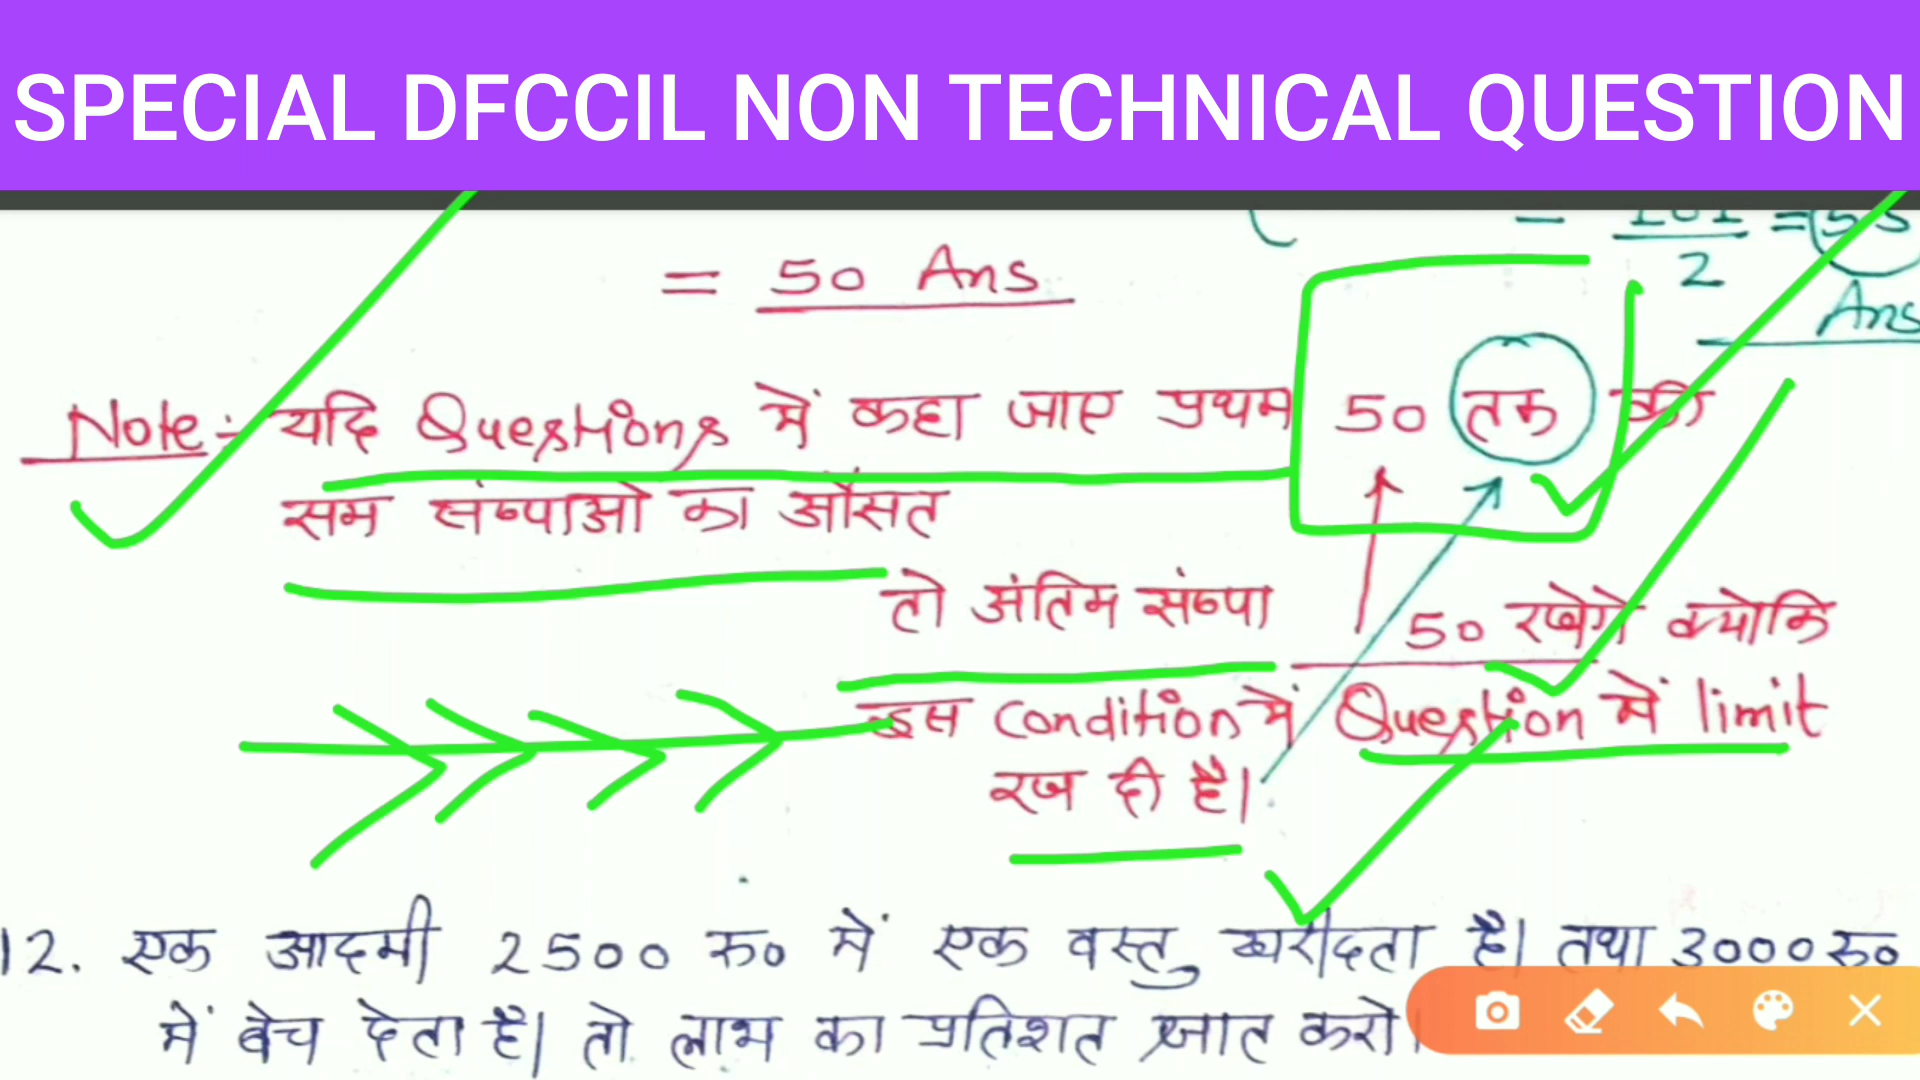 SPECIAL DFCCIL NON TECHNICAL QUESTION
= 50 Ans
2
Ans
Note:- यदि Questions में कहा जाए प्रथम 50 तक की
सम संख्याओ का औसत
तो अंतिम संख्या 50 रखेगे क्योकि
इस Condition में Question में limit
रख दी है।
12. एक आदमी 2500 रु० में एक वस्तु खरीदता है। तथा 3000 रु०
में बेच देता है। तो लाभ का प्रतिशत ज्ञात करो।